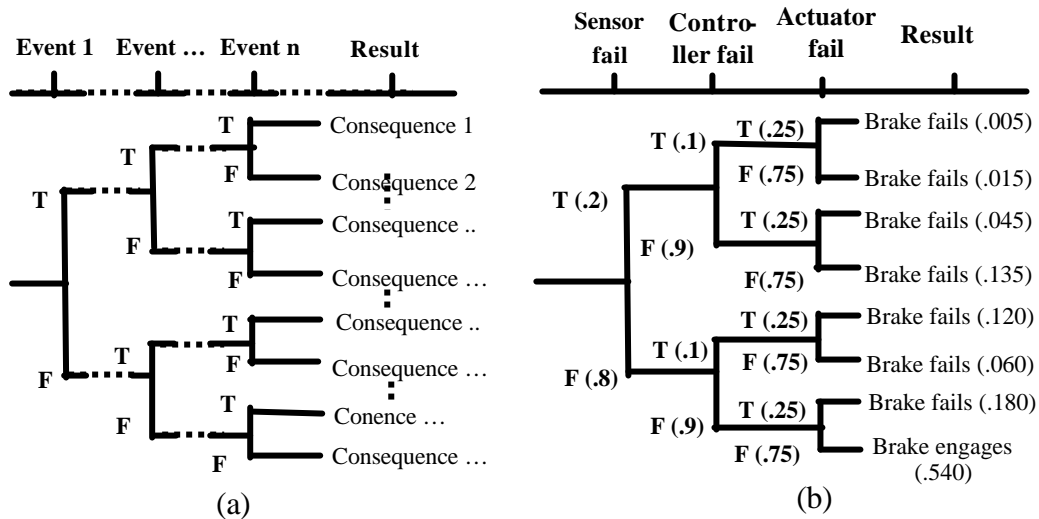 Event 1 Event … Event n Result
T
T
F
T
F
F
T
T
F
F
T
F
Consequence 1
Consequence 2
Consequence ..
Consequence …
Consequence ..
Consequence …
Conence …
Consequence …
(a)
Sensor
fail
Contro-
ller fail
Actuator
fail
Result
T (.2)
F (.8)
T (.1)
F (.9)
T (.1)
F (.9)
T (.25)
F (.75)
T (.25)
F(.75)
T (.25)
F (.75)
T (.25)
F (.75)
Brake fails (.005)
Brake fails (.015)
Brake fails (.045)
Brake fails (.135)
Brake fails (.120)
Brake fails (.060)
Brake fails (.180)
Brake engages
(.540)
(b)